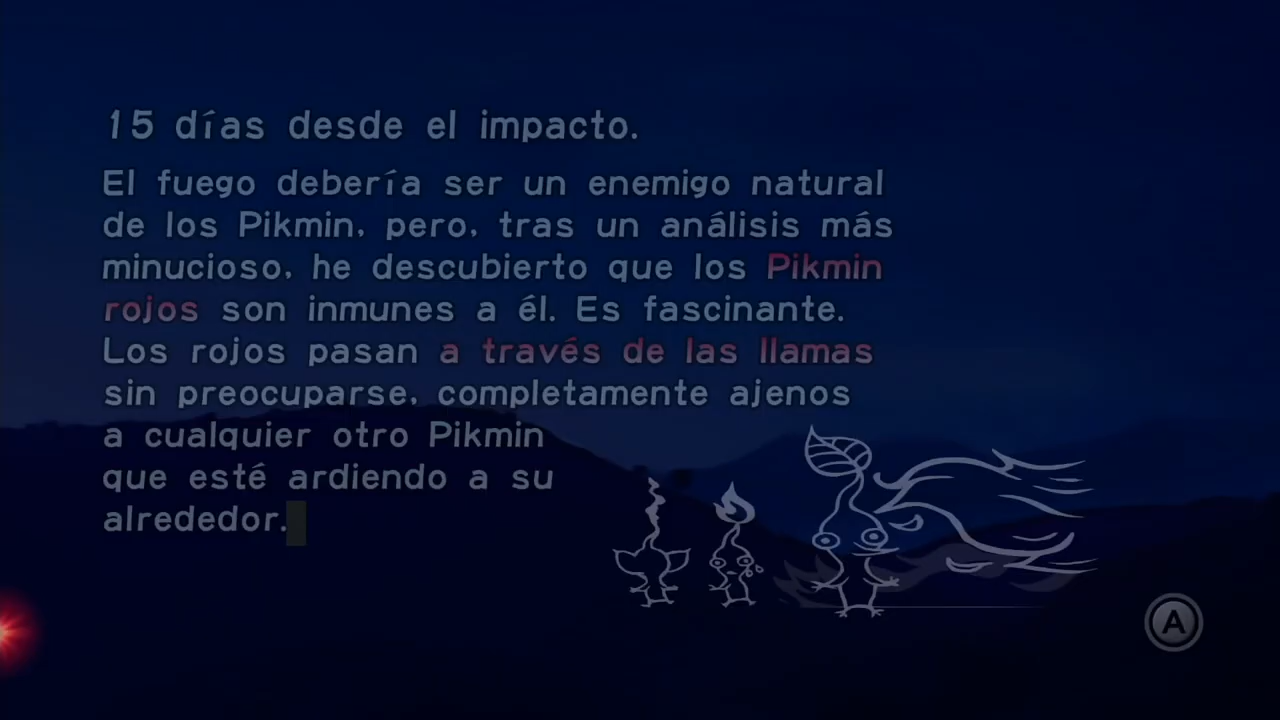 15 días desde el impacto.
El fuego debería ser un enemigo natural
de los Pikmin, pero, tras un análisis más
minucioso, he descubierto que los Pikmin
rojos son inmunes a él. Es fascinante.
Los rojos pasan a través de las llamas
sin preocuparse, completamente ajenos
a cualquier otro Pikmin
que esté ardiendo a su
alrededor.
A